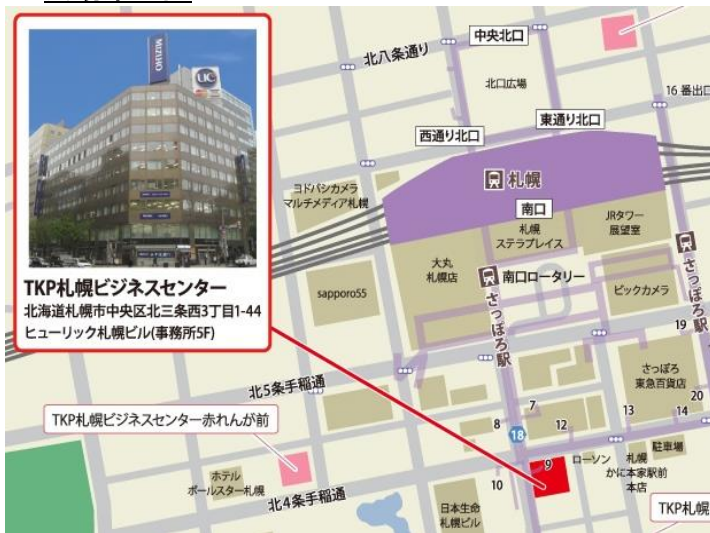 MIZUHO
UC
TKP札幌ビジネスセンター
北海道札幌市中央区北三条西3丁目1-44
ヒューリック札幌ビル(事務所5F)
北八条通り
中央北口
北口広場
16 番出口
西通り北口
東通り北口
ヨドバシカメラ
マルチメディア札幌
札幌
南口
札幌
ステラプレイス
JRタワー
展望室
大丸
札幌店
南口ロータリー
さっぽろ駅
さっぽろ駅
ビックカメラ
sapporo55
19
さっぽろ
東急百貨店
20
北5条手稲通
TKP札幌ビジネスセンター赤れんが前
7
8
18
12
13
14
9
10
ローソン
札幌
かに本家駅前
本店
駐車場
ホテル
ポールスター札幌
北4条手稲通
日本生命
札幌ビル
TKP札幌